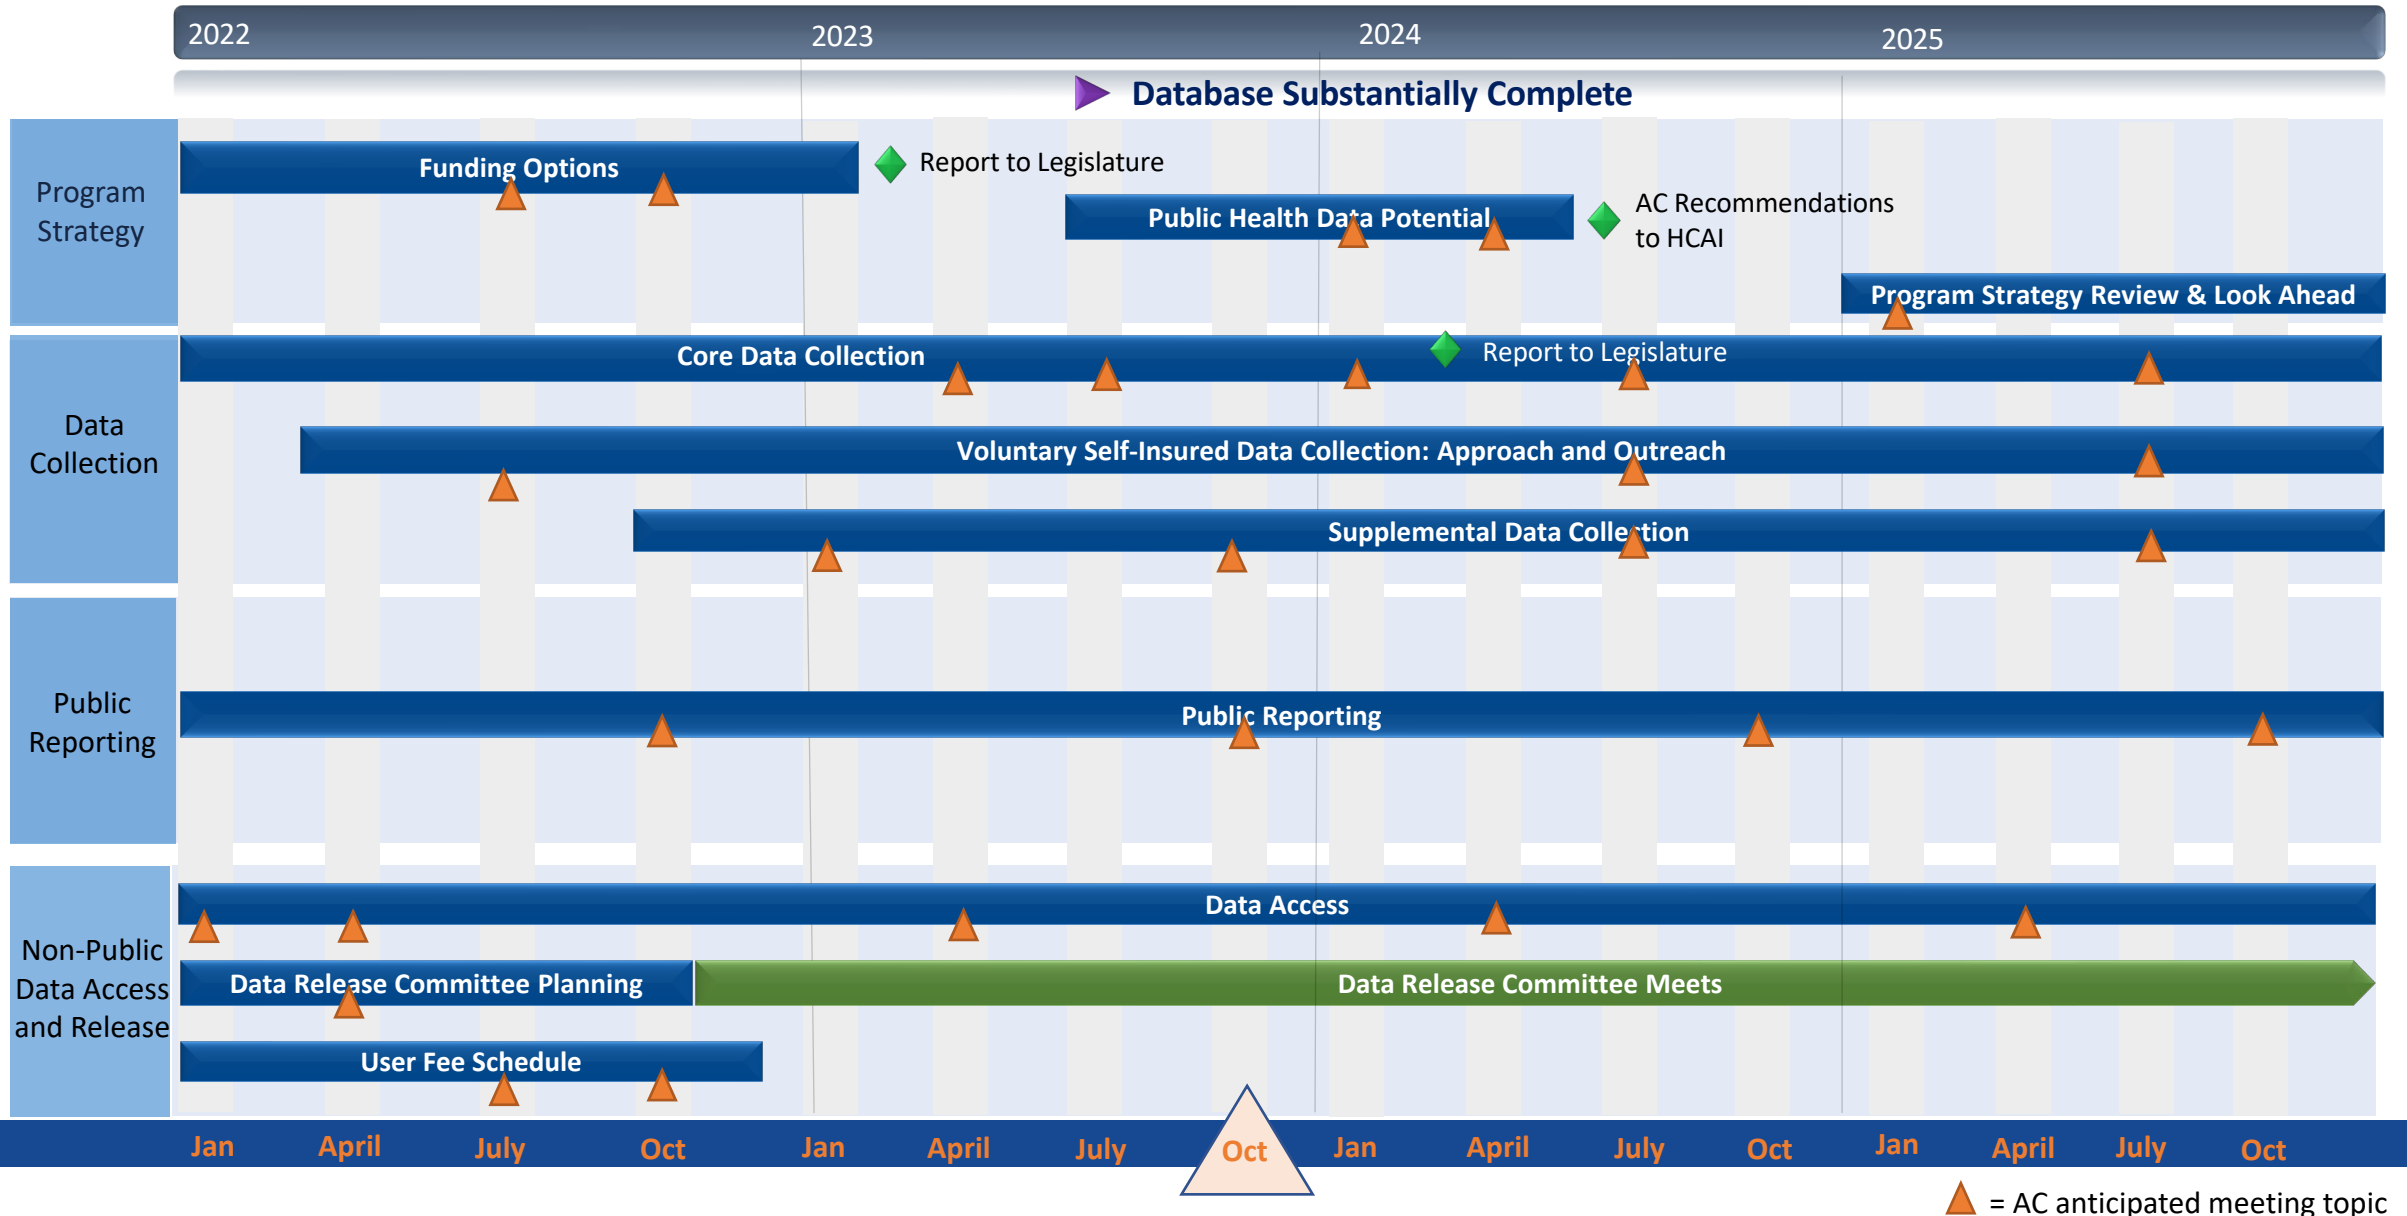 2022
2023
2024
2025
Database Substantially Complete
Program
Strategy
Funding Options
Report to Legislature
Public Health Data Potential
AC Recommendations
to HCAI
Program Strategy Review & Look Ahead
Data
Collection
Core Data Collection
Report to Legislature
Voluntary Self-Insured Data Collection: Approach and Outreach
Supplemental Data Collection
Public
Reporting
Public Reporting
Non-Public
Data Access
and Release
Data Access
Data Release Committee Planning
Data Release Committee Meets
User Fee Schedule
Jan
April
July
Oct
Jan
April
July
Oct
Jan
April
July
Oct
Jan
April
July
Oct
= AC anticipated meeting topic